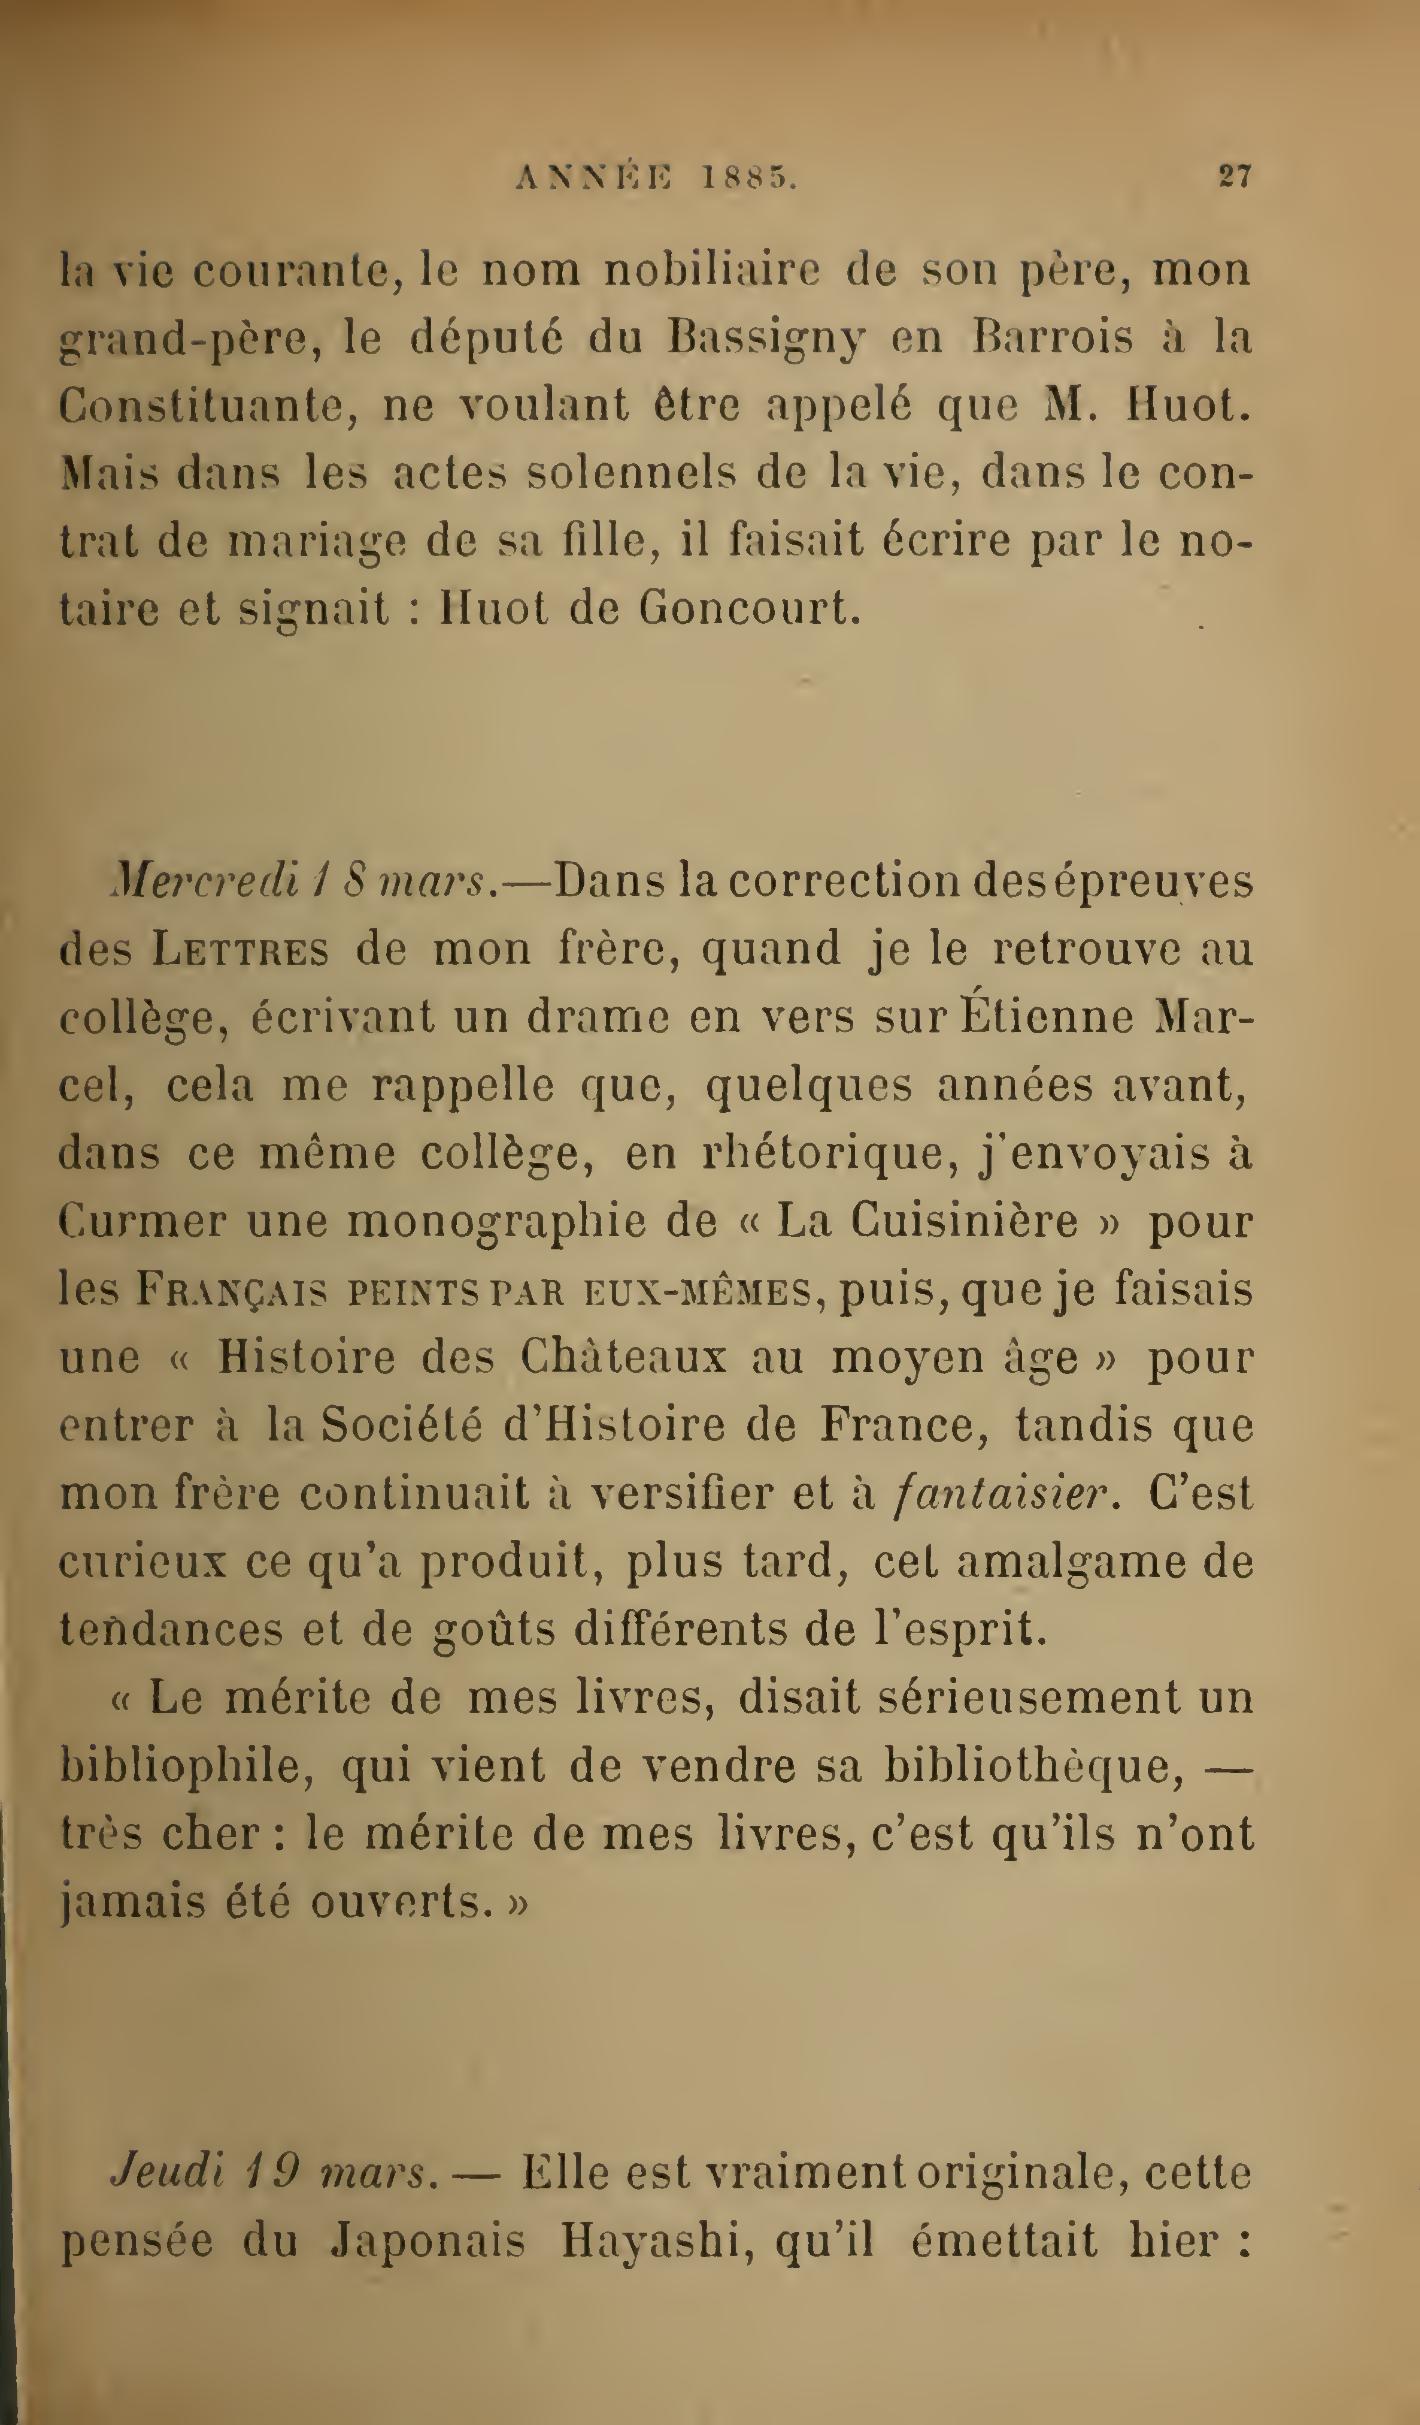 ANNÉE 1885. 27
la vie courante, le nom nobiliaire de son père, mon
grand-père, le député du Bassigny en Barrois à la
Constituante, ne voulant être appelé que M. Huot.
Mais dans les actes solennels de la vie, dans le con-
trat de mariage de sa fille, il faisait écrire par le no-
taire et signait : Huot de Goncourt.
Mercredi 18 mars.—Dans la correction des épreuves
des LETTRES de mon frère, quand je le retrouve au
collège, écrivant un drame en vers sur Étienne Mar-
cel, cela me rappelle que, quelques années avant,
dans ce même collège, en rhétorique, j'envoyais à
Curmer une monographie de « La Cuisinière » pour
les FRANÇAIS PEINTS PAR EUX-MÊMES, puis, que je faisais
une « Histoire des Châteaux au moyen âge » pour
entrer à la Société d'Histoire de France, tandis que
mon frère continuait à versifier et à fantaisier. C'est
curieux ce qu'a produit, plus tard, cet amalgame de
tendances et de goûts différents de l'esprit.
« Le mérite de mes livres, disait sérieusement un
bibliophile, qui vient de vendre sa bibliothèque, —
très cher : le mérite de mes livres, c'est qu'ils n'ont
jamais été ouverts. »
Jeudi 19 mars. — Elle est vraiment originale, cette
pensée du Japonais Hayashi, qu'il émettait hier :